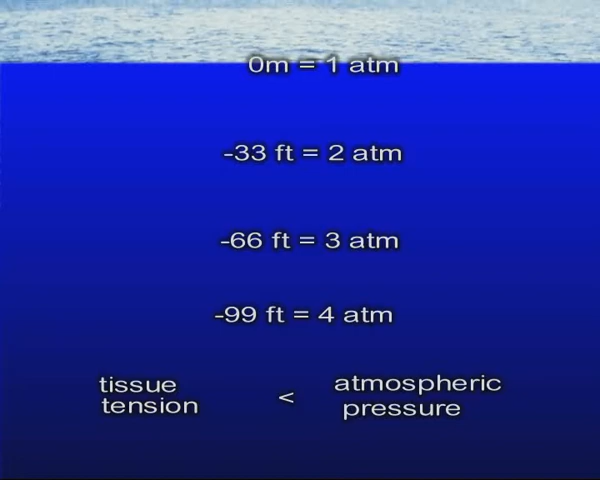 0m = 1 atm
-33 ft = 2 atm
-66 ft = 3 atm
-99 ft = 4 atm
tissue tension < atmospheric pressure